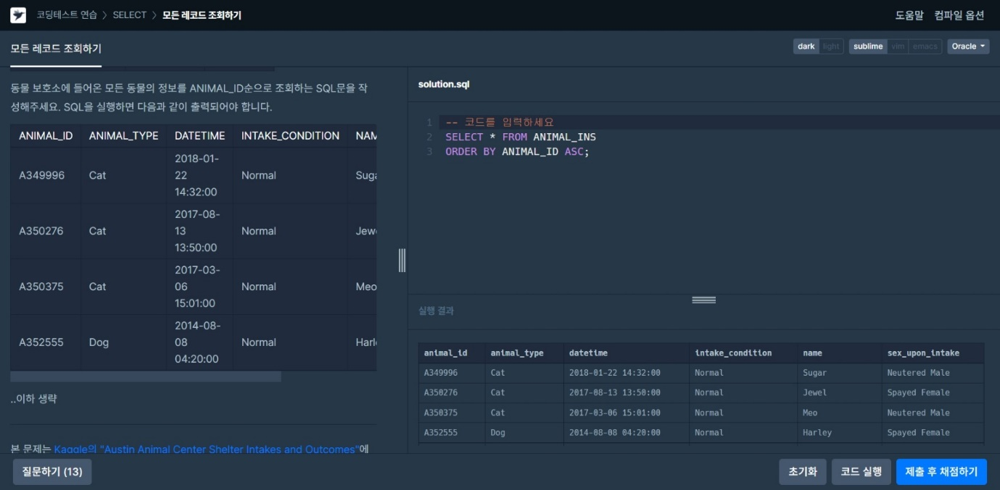 코딩테스트 연습 > SELECT > 모든 레코드 조회하기
도움말 컴파일 옵션
모든 레코드 조회하기
dark light sublime vim emacs Oracle
동물 보호소에 들어온 모든 동물의 정보를 ANIMAL_ID순으로 조회하는 SQL문을 작
성해주세요. SQL을 실행하면 다음과 같이 출력되어야 합니다.
ANIMAL_ID ANIMAL_TYPE DATETIME INTAKE_CONDITION NAM
A349996 Cat 2018-01-22 14:32:00 Normal Suga
A350276 Cat 2017-08-13 13:50:00 Normal Jewe
A350375 Cat 2017-03-06 15:01:00 Normal Meo
A352555 Dog 2014-08-08 04:20:00 Normal Harl
..이하 생략
본 문제는 Kaggle의 "Austin Animal Center Shelter Intakes and Outcomes"에
질문하기 (13)
solution.sql
1 -- 코드를 입력하세요
2 SELECT * FROM ANIMAL_INS
3 ORDER BY ANIMAL_ID ASC;
실행 결과
animal_id animal_type datetime intake_condition name sex_upon_intake
A349996 Cat 2018-01-22 14:32:00 Normal Sugar Neutered Male
A350276 Cat 2017-08-13 13:50:00 Normal Jewel Spayed Female
A350375 Cat 2017-03-06 15:01:00 Normal Meo Neutered Male
A352555 Dog 2014-08-08 04:20:00 Normal Harley Spayed Female
초기화 코드 실행 제출 후 채점하기